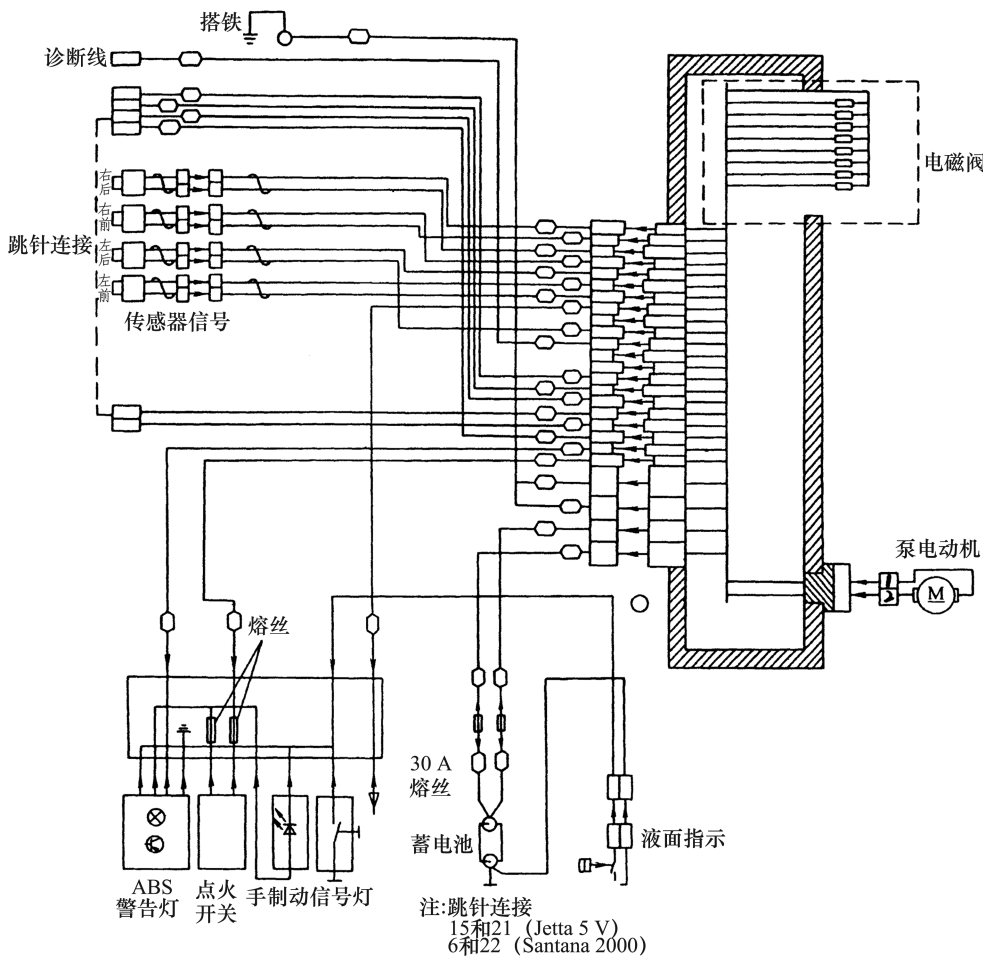 搭铁
诊断线
电磁阀
右后
右前
跳针连接
左后
左前
传感器信号
泵电动机
1
2
M
熔丝
30 A
熔丝
蓄电池
液面指示
ABS
警告灯
点火
开关
手制动信号灯
注:跳针连接
15和21（Jetta 5 V）
6和22（Santana 2000）